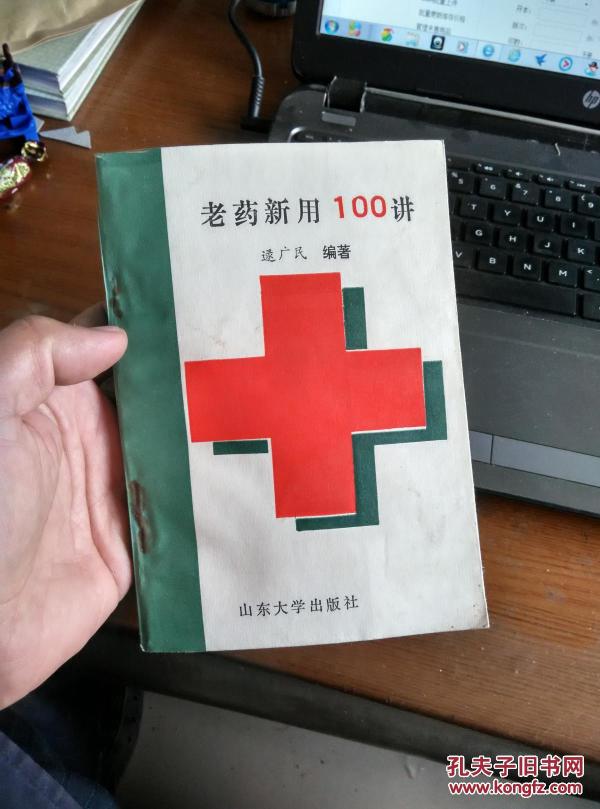 老药新用100讲
逯广民 编著
山东大学出版社
hp
孔夫子旧书网
www.kongfz.com